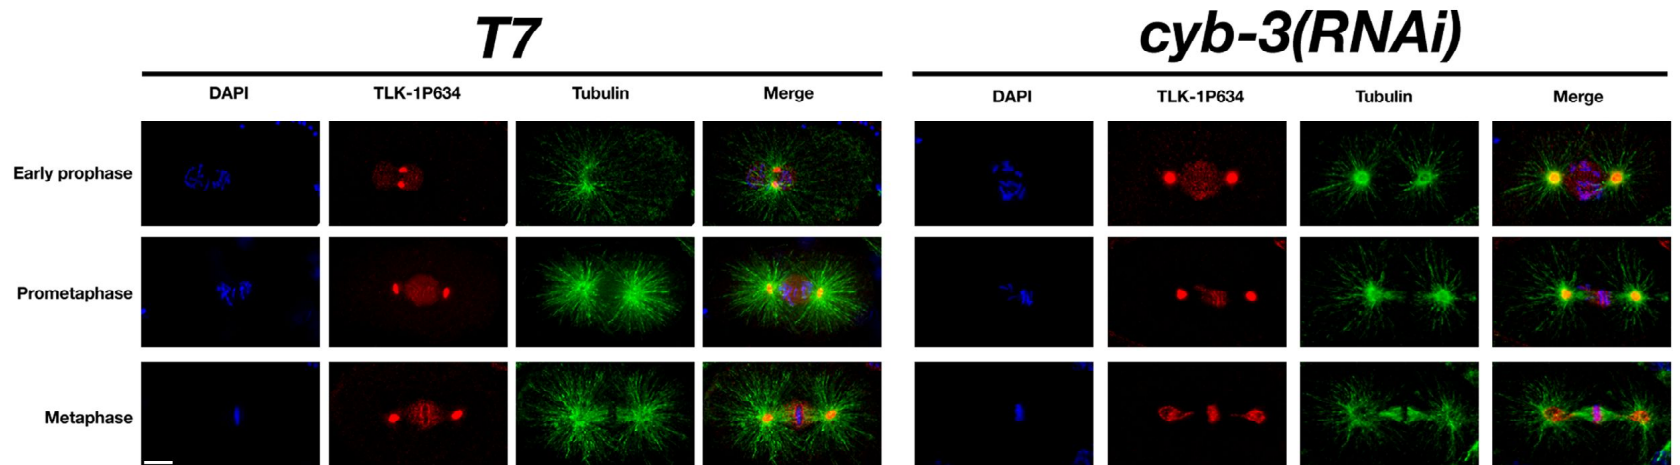 T7 cyb-3(RNAi)
DAPI TLK-1P634 Tubulin Merge DAPI TLK-1P634 Tubulin Merge
Early prophase
Prometaphase
Metaphase